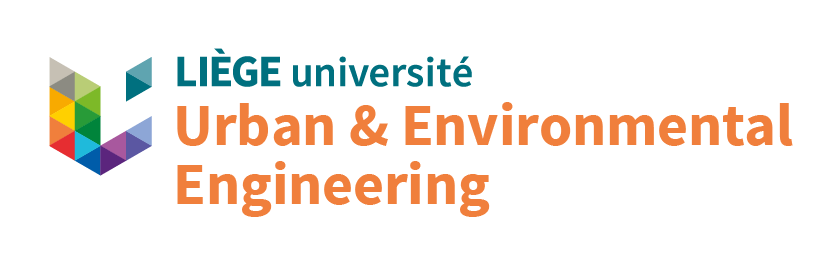 LIÈGE université
Urban & Environmental
Engineering